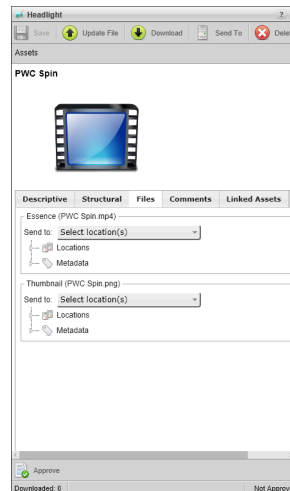 Headlight ?
Save Update File Download Send To Dele
Assets
PWC Spin
Descriptive Structural Files Comments Linked Assets
Essence (PWC Spin.mp4)
Send to: Select location(s)
Locations
Metadata
Thumbnail (PWC Spin.png)
Send to: Select location(s)
Locations
Metadata
Approve
Downloaded: 0 Not Approve